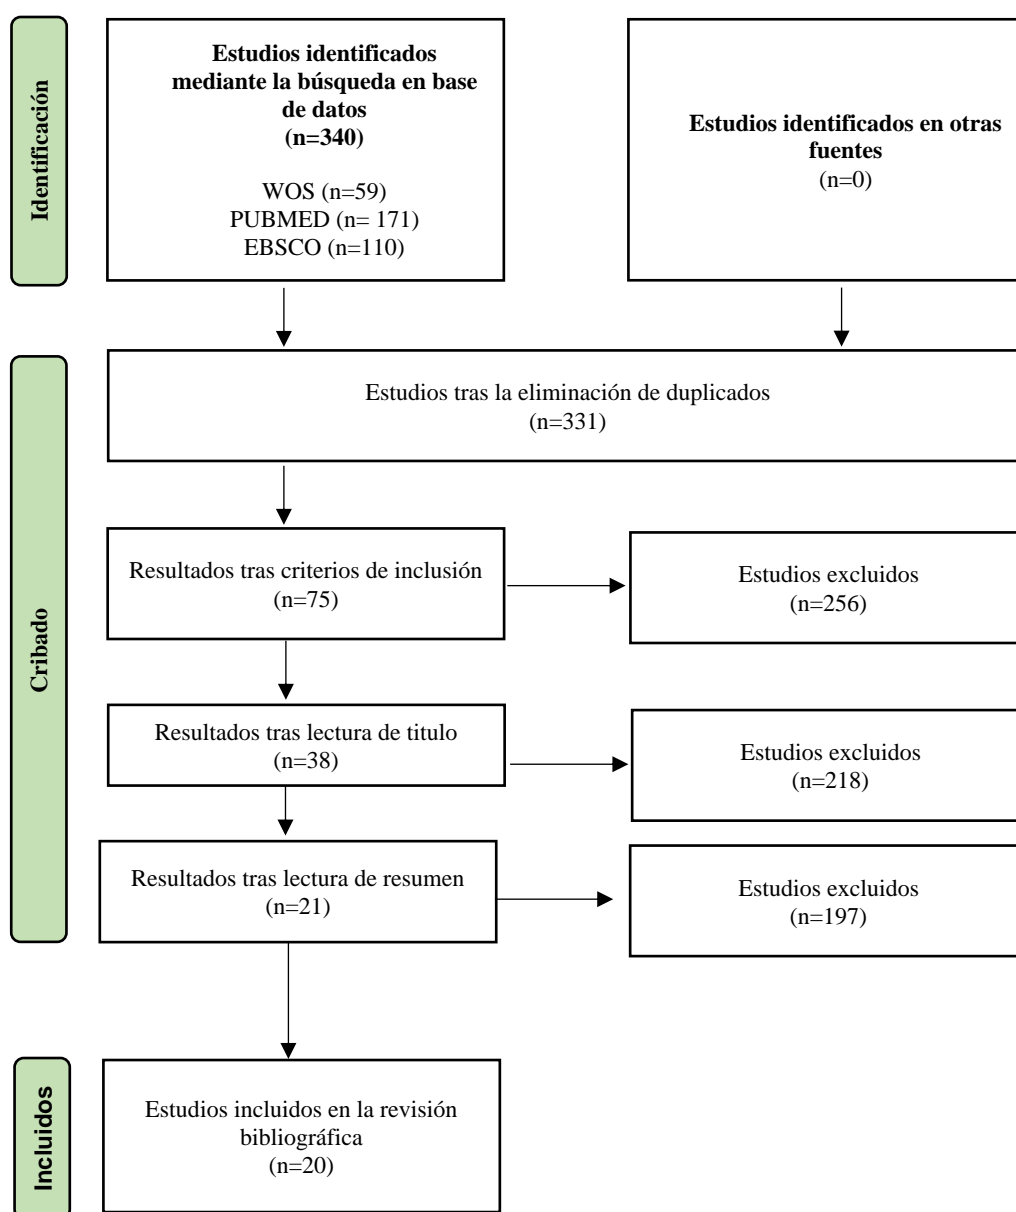 Identificación
Estudios identificados
mediante la búsqueda en base
de datos
(n=340)
WOS (n=59)
PUBMED (n= 171)
EBSCO (n=110)
Estudios identificados en otras
fuentes
(n=0)
Cribado
Estudios tras la eliminación de duplicados
(n=331)
Resultados tras criterios de inclusión
(n=75)
Estudios excluidos
(n=256)
Resultados tras lectura de titulo
(n=38)
Estudios excluidos
(n=218)
Resultados tras lectura de resumen
(n=21)
Estudios excluidos
(n=197)
Incluidos
Estudios incluidos en la revisión
bibliográfica
(n=20)